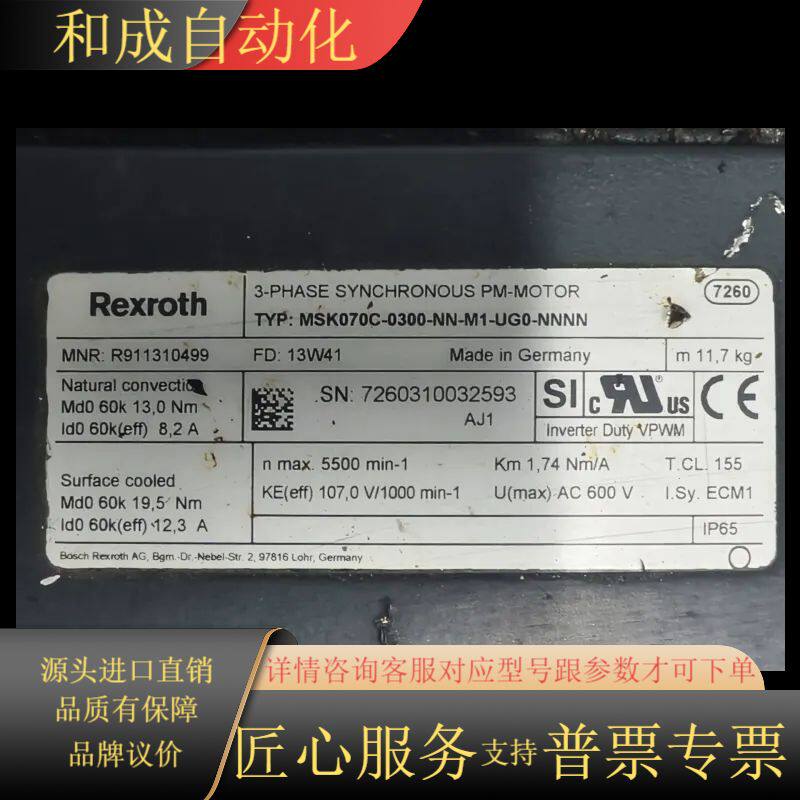 和成自动化
Rexroth
3-PHASE SYNCHRONOUS PM-MOTOR
7260
TYP: MSK070C-0300-NN-M1-UG0-NNNN
MNR: R911310499
FD: 13W41
Made in Germany
m 11,7 kg
Natural convectio
Md0 60k 13,0 Nm
Id0 60k(eff) 8,2 A
SN: 7260310032593
AJ1
SI
c RU US
CE
Inverter Duty VPWM
Surface cooled
Md0 60k 19,5 Nm
Id0 60k(eff) 12,3 A
n max. 5500 min-1
Km 1,74 Nm/A
T.CL. 155
KE(eff) 107,0 V/1000 min-1
U(max) AC 600 V
I.Sy. ECM1
IP65
Bosch Rexroth AG, Bgm.-Dr.-Nebel-Str. 2, 97816 Lohr, Germany
源头进口直销
品质有保障
品牌议价
详情咨询客服对应型号跟参数才可下单
匠心服务支持普票专票